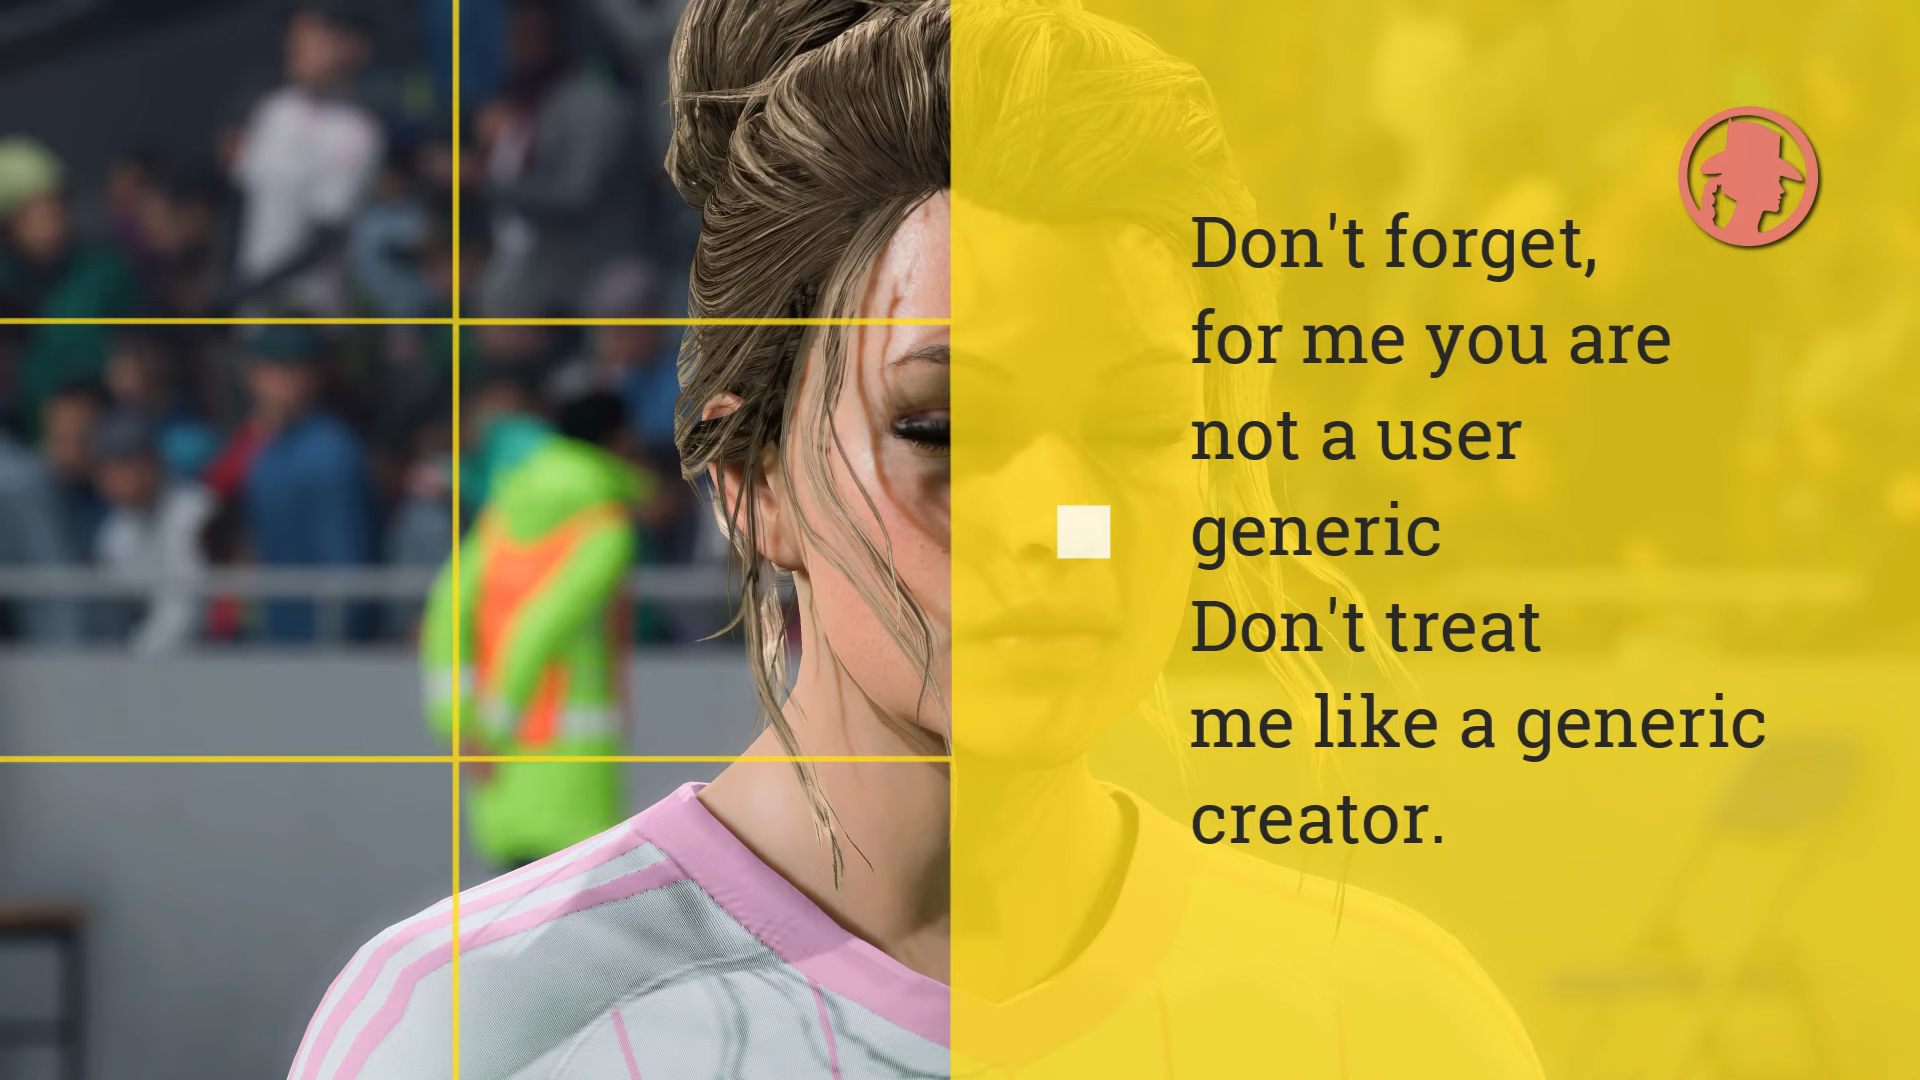 Don't forget,
for me you are
not a user
generic
Don't treat
me like a generic
creator.